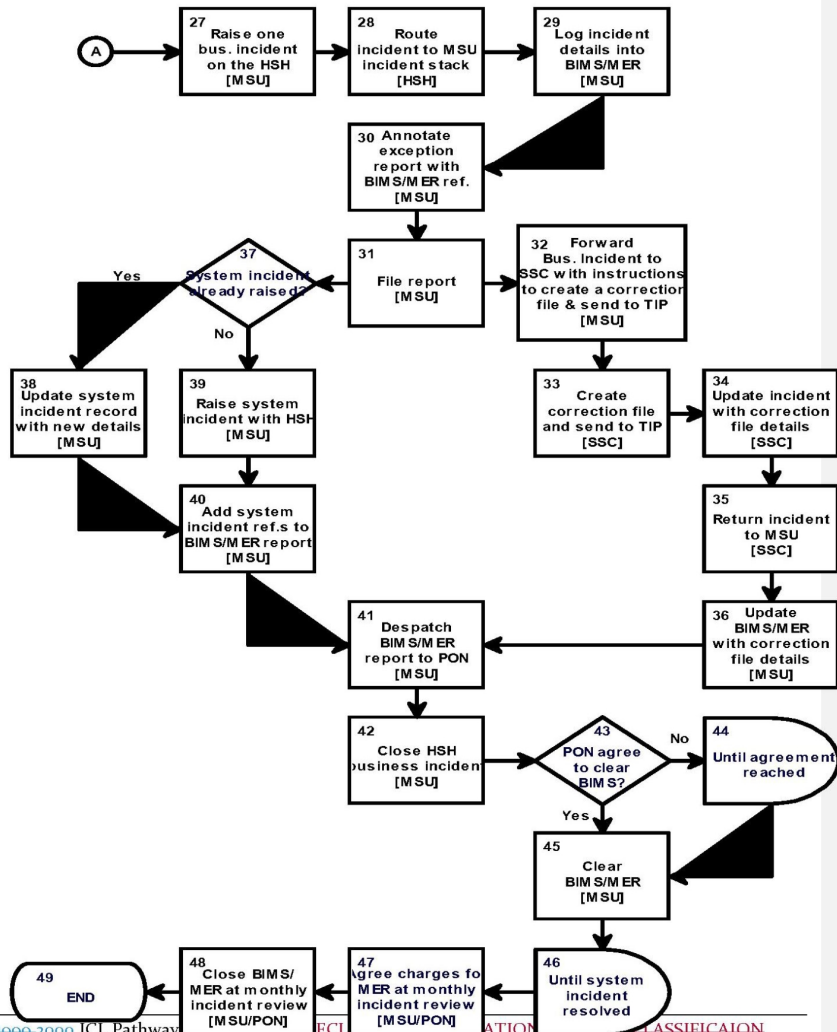 A
27
Raise one
bus. incident
on the HSH
[MSU]
28
Route
incident to MSU
incident stack
[HSH]
29
Log incident
details into
BIMS/MER
[MSU]
30 Annotate
exception
report with
BIMS/MER ref.
[MSU]
31
File report
[MSU]
32 Forward
Bus. Incident to
SSC with instructions
to create a correction
file & send to TIP
[MSU]
37
System incident
already raised?
Yes
No
38
Update system
incident record
with new details
[MSU]
39
Raise system
incident with HSH
[MSU]
33
Create
correction file
and send to TIP
[SSC]
34
Update incident
with correction
file details
[SSC]
40
Add system
incident ref.s to
BIMS/MER report
[MSU]
35
Return incident
to MSU
[SSC]
41
Despatch
BIMS/MER
report to PON
[MSU]
36 Update
BIMS/MER
with correction
file details
[MSU]
42
Close HSH
business incident
[MSU]
43
PON agree
to clear
BIMS?
No
Yes
44
Until agreement
reached
45
Clear
BIMS/MER
[MSU]
46
Until system
incident
resolved
47
Agree charges for
MER at monthly
incident review
[MSU/PON]
48
Close BIMS/
MER at monthly
incident review
[MSU/PON]
49
END
2000 ICL Pathway